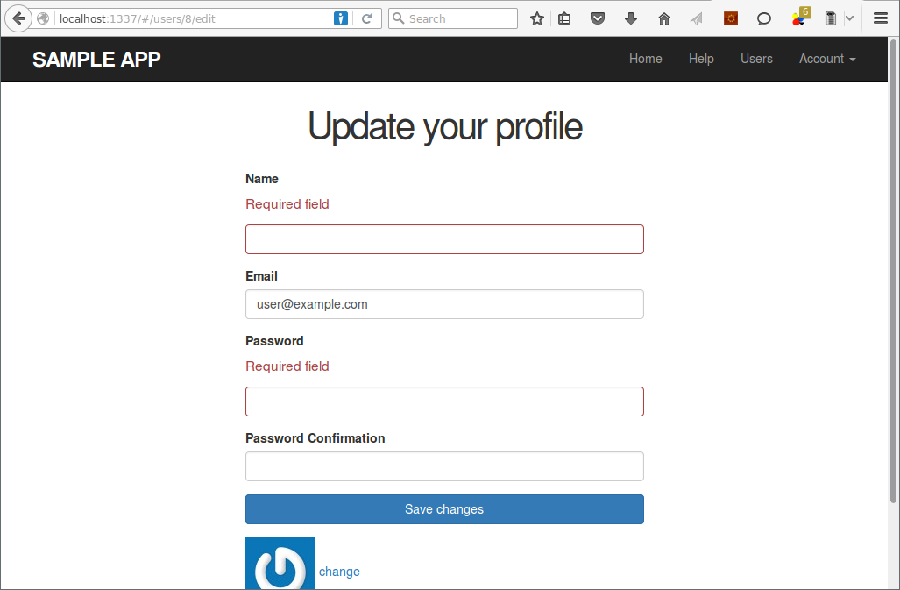 localhost:1337/#/users/8/edit
Search
6
SAMPLE APP
Home Help Users Account
Update your profile
Name
Required field
Email
user@example.com
Password
Required field
Password Confirmation
Save changes
change